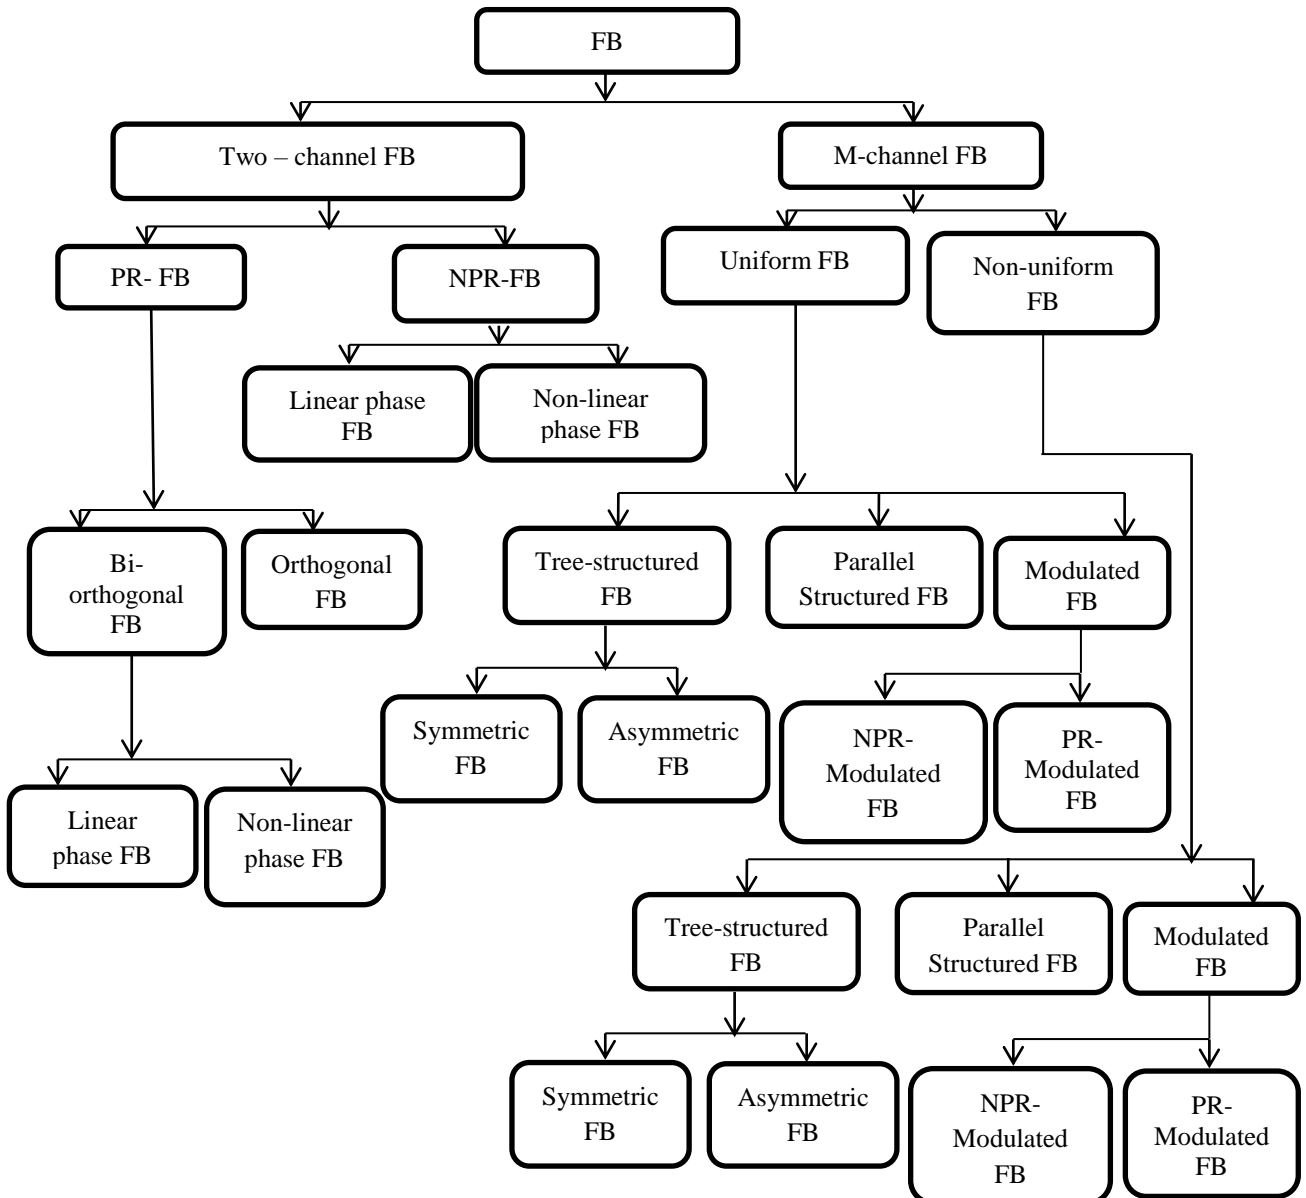 FB
Two – channel FB
M-channel FB
PR- FB
NPR-FB
Uniform FB
Non-uniform
FB
Linear phase
FB
Non-linear
phase FB
Bi-
orthogonal
FB
Orthogonal
FB
Tree-structured
FB
Parallel
Structured FB
Modulated
FB
Symmetric
FB
Asymmetric
FB
NPR-
Modulated
FB
PR-
Modulated
FB
Linear
phase FB
Non-linear
phase FB
Tree-structured
FB
Parallel
Structured FB
Modulated
FB
Symmetric
FB
Asymmetric
FB
NPR-
Modulated
FB
PR-
Modulated
FB